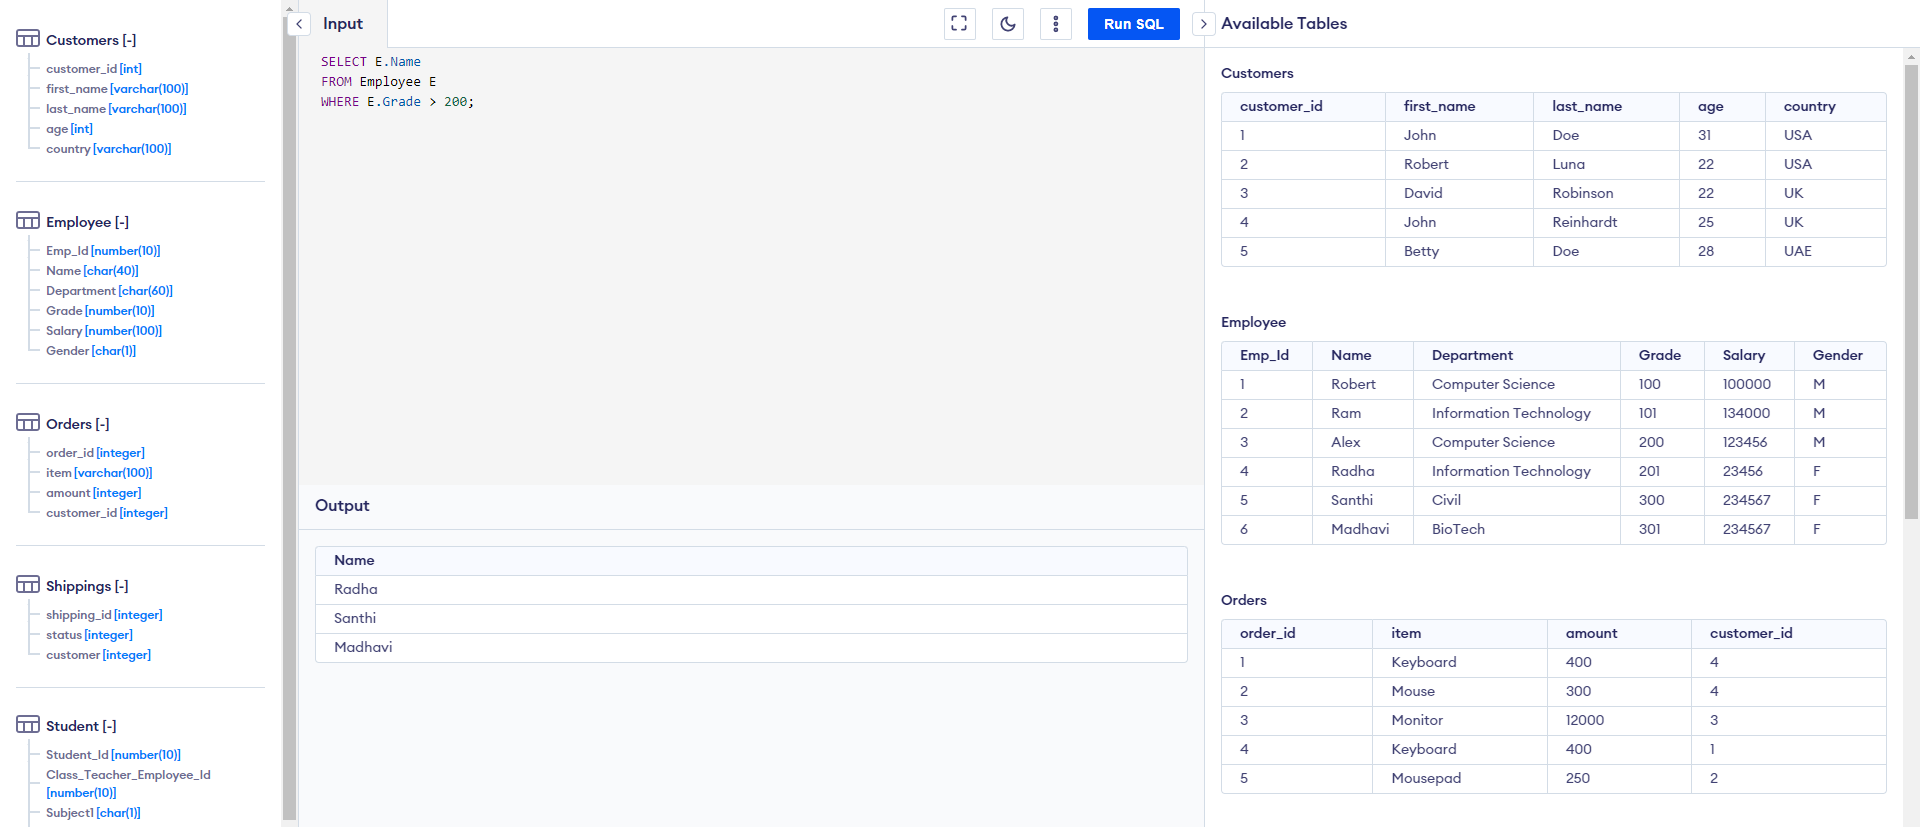 Customers [-]
customer_id [int]
first_name [varchar(100)]
last_name [varchar(100)]
age [int]
country [varchar(100)]
Employee [-]
Emp_Id [number(10)]
Name [char(40)]
Department [char(60)]
Grade [number(10)]
Salary [number(100)]
Gender [char(1)]
Orders [-]
order_id [integer]
item [varchar(100)]
amount [integer]
customer_id [integer]
Shippings [-]
shipping_id [integer]
status [integer]
customer [integer]
Student [-]
Student_Id [number(10)]
Class_Teacher_Employee_Id
[number(10)]
Subject1 [char(1)]
Input
Run SQL
SELECT E.Name
FROM Employee E
WHERE E.Grade > 200;
Output
Name
Radha
Santhi
Madhavi
Available Tables
Customers
customer_id first_name last_name age country
1 John Doe 31 USA
2 Robert Luna 22 USA
3 David Robinson 22 UK
4 John Reinhardt 25 UK
5 Betty Doe 28 UAE
Employee
Emp_Id Name Department Grade Salary Gender
1 Robert Computer Science 100 100000 M
2 Ram Information Technology 101 134000 M
3 Alex Computer Science 200 123456 M
4 Radha Information Technology 201 23456 F
5 Santhi Civil 300 234567 F
6 Madhavi BioTech 301 234567 F
Orders
order_id item amount customer_id
1 Keyboard 400 4
2 Mouse 300 4
3 Monitor 12000 3
4 Keyboard 400 1
5 Mousepad 250 2